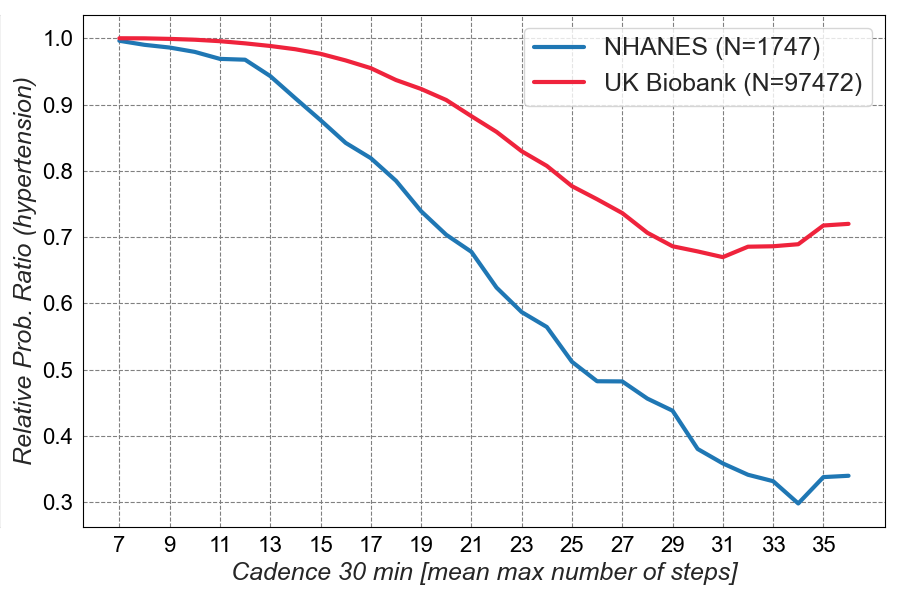 NHANES (N=1747)
UK Biobank (N=97472)
Relative Prob. Ratio (hypertension)
1.0
0.9
0.8
0.7
0.6
0.5
0.4
0.3
7 9 11 13 15 17 19 21 23 25 27 29 31 33 35
Cadence 30 min [mean max number of steps]